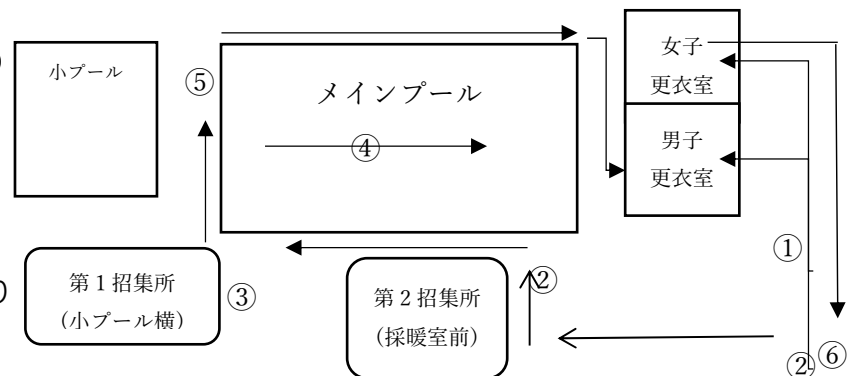 小プール
⑤
メインプール
④
女子
更衣室
男子
更衣室
①
第１招集所
(小プール横)
③
第２招集所
(採暖室前)
②
②
⑥